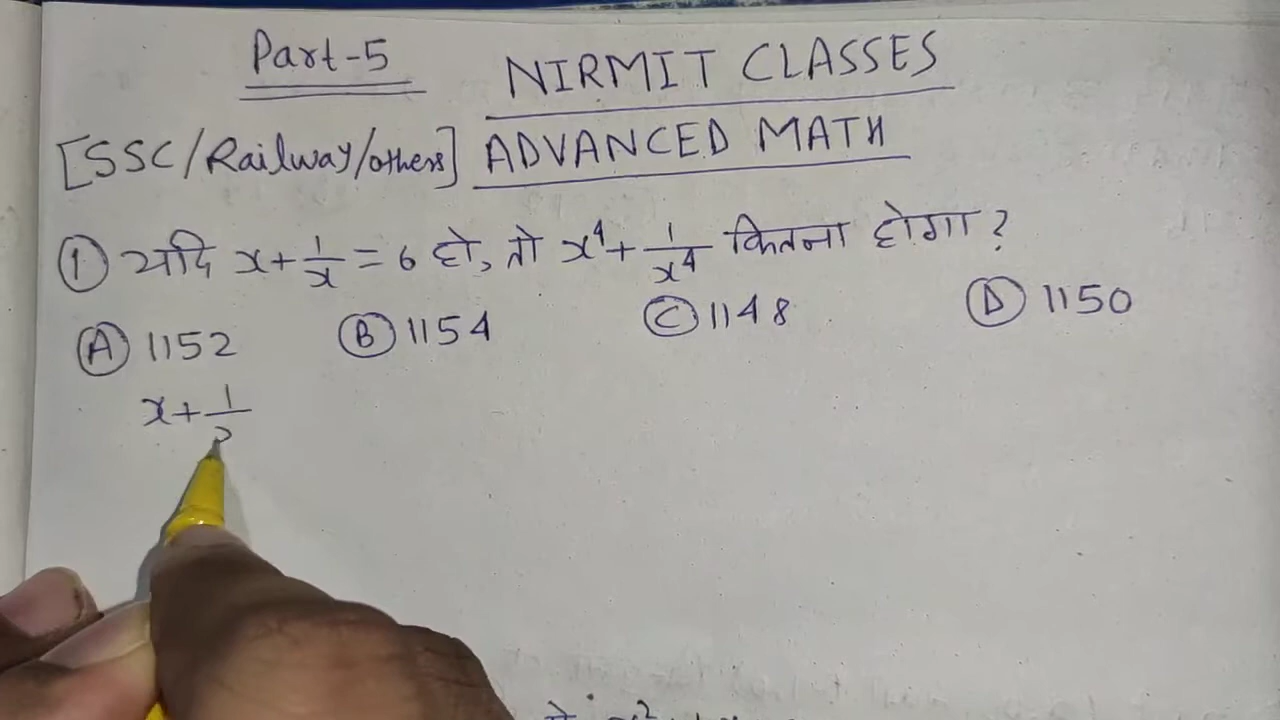 Part-5 NIRMIT CLASSES
[SSC/Railway/others] ADVANCED MATH
① यदि x + 1/x = 6 हो, तो x⁴ + 1/x⁴ कितना होगा ?
Ⓐ 1152 Ⓑ 1154 Ⓒ 1148 Ⓓ 1150
x + 1/